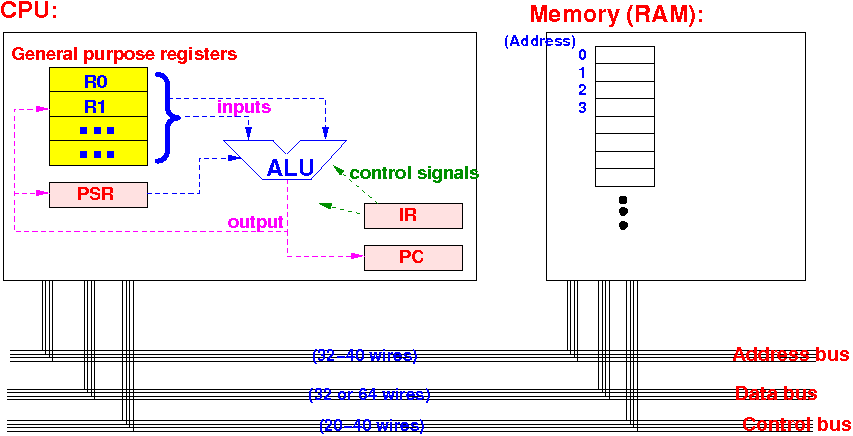 CPU:
Memory (RAM):
(Address)
General purpose registers
0
R0
1
R1
inputs
2
3
ALU
control signals
PSR
IR
output
PC
(32-40 wires)
Address bus
(32 or 64 wires)
Data bus
(20-40 wires)
Control bus